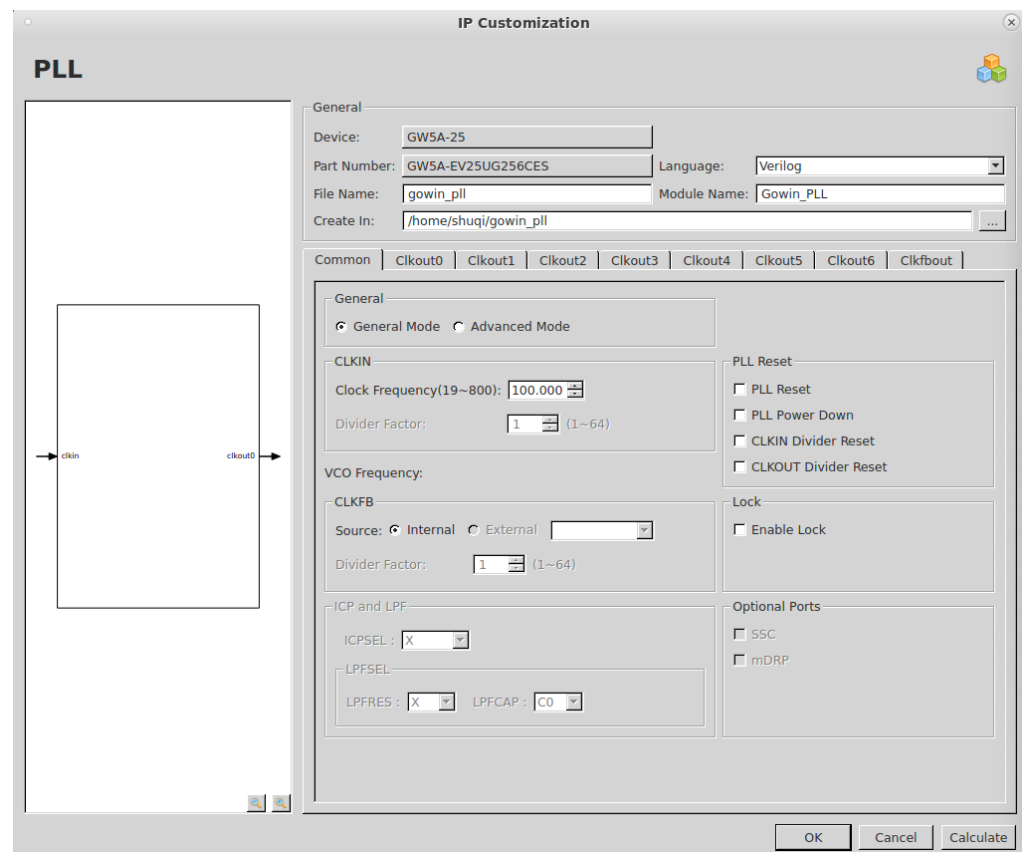 IP Customization
PLL
General
Device: GW5A-25
Part Number: GW5A-EV25UG256CES Language: Verilog
File Name: gowin_pll Module Name: Gowin_PLL
Create In: /home/shuqi/gowin_pll ...
Common Clkout0 Clkout1 Clkout2 Clkout3 Clkout4 Clkout5 Clkout6 Clkfbout
General
General Mode Advanced Mode
CLKIN
Clock Frequency(19~800): 100.000
Divider Factor: 1 (1~64)
PLL Reset
PLL Reset
PLL Power Down
CLKIN Divider Reset
CLKOUT Divider Reset
clkin clkout0
VCO Frequency:
CLKFB
Source: Internal External
Divider Factor: 1 (1~64)
Lock
Enable Lock
ICP and LPF
ICPSEL : X
LPFSEL
LPFRES : X LPFCAP : C0
Optional Ports
SSC
mDRP
OK Cancel Calculate